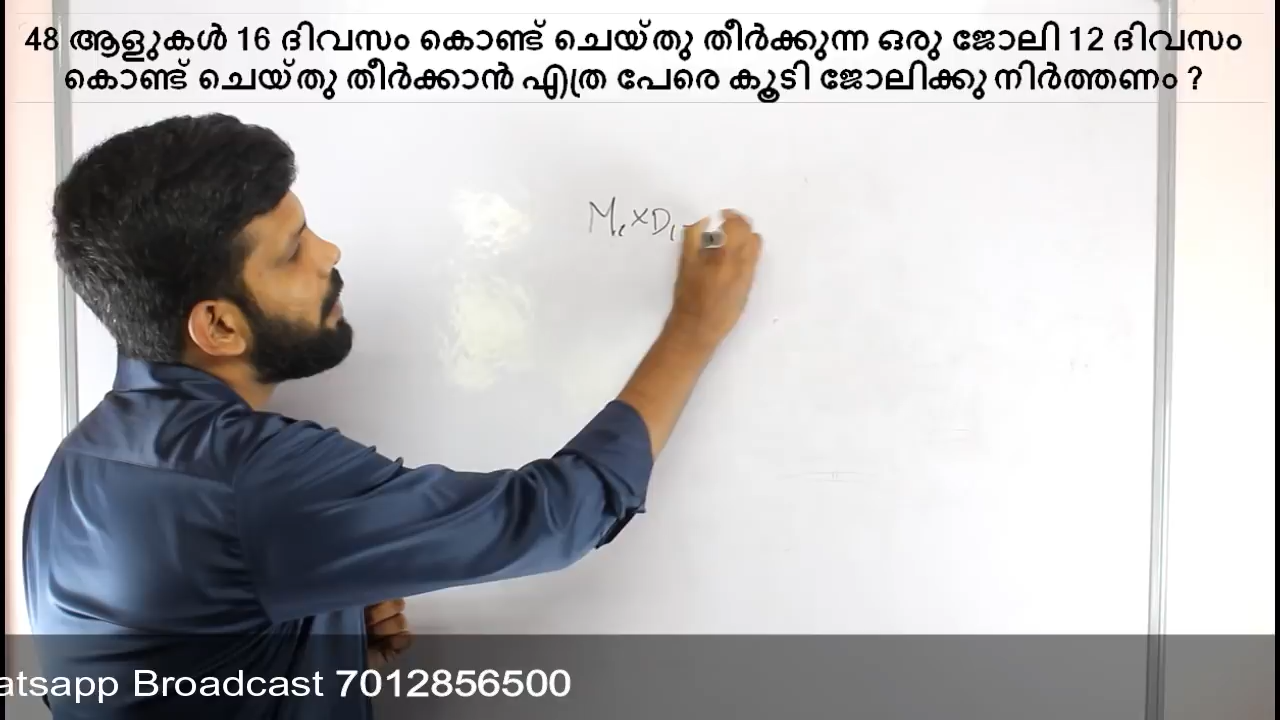 48 ആളുകൾ 16 ദിവസം കൊണ്ട് ചെയ്തു തീർക്കുന്ന ഒരു ജോലി 12 ദിവസം
കൊണ്ട് ചെയ്തു തീർക്കാൻ എത്ര പേരെ കൂടി ജോലിക്കു നിർത്തണം ?
M₁×D₁
atsapp Broadcast 7012856500